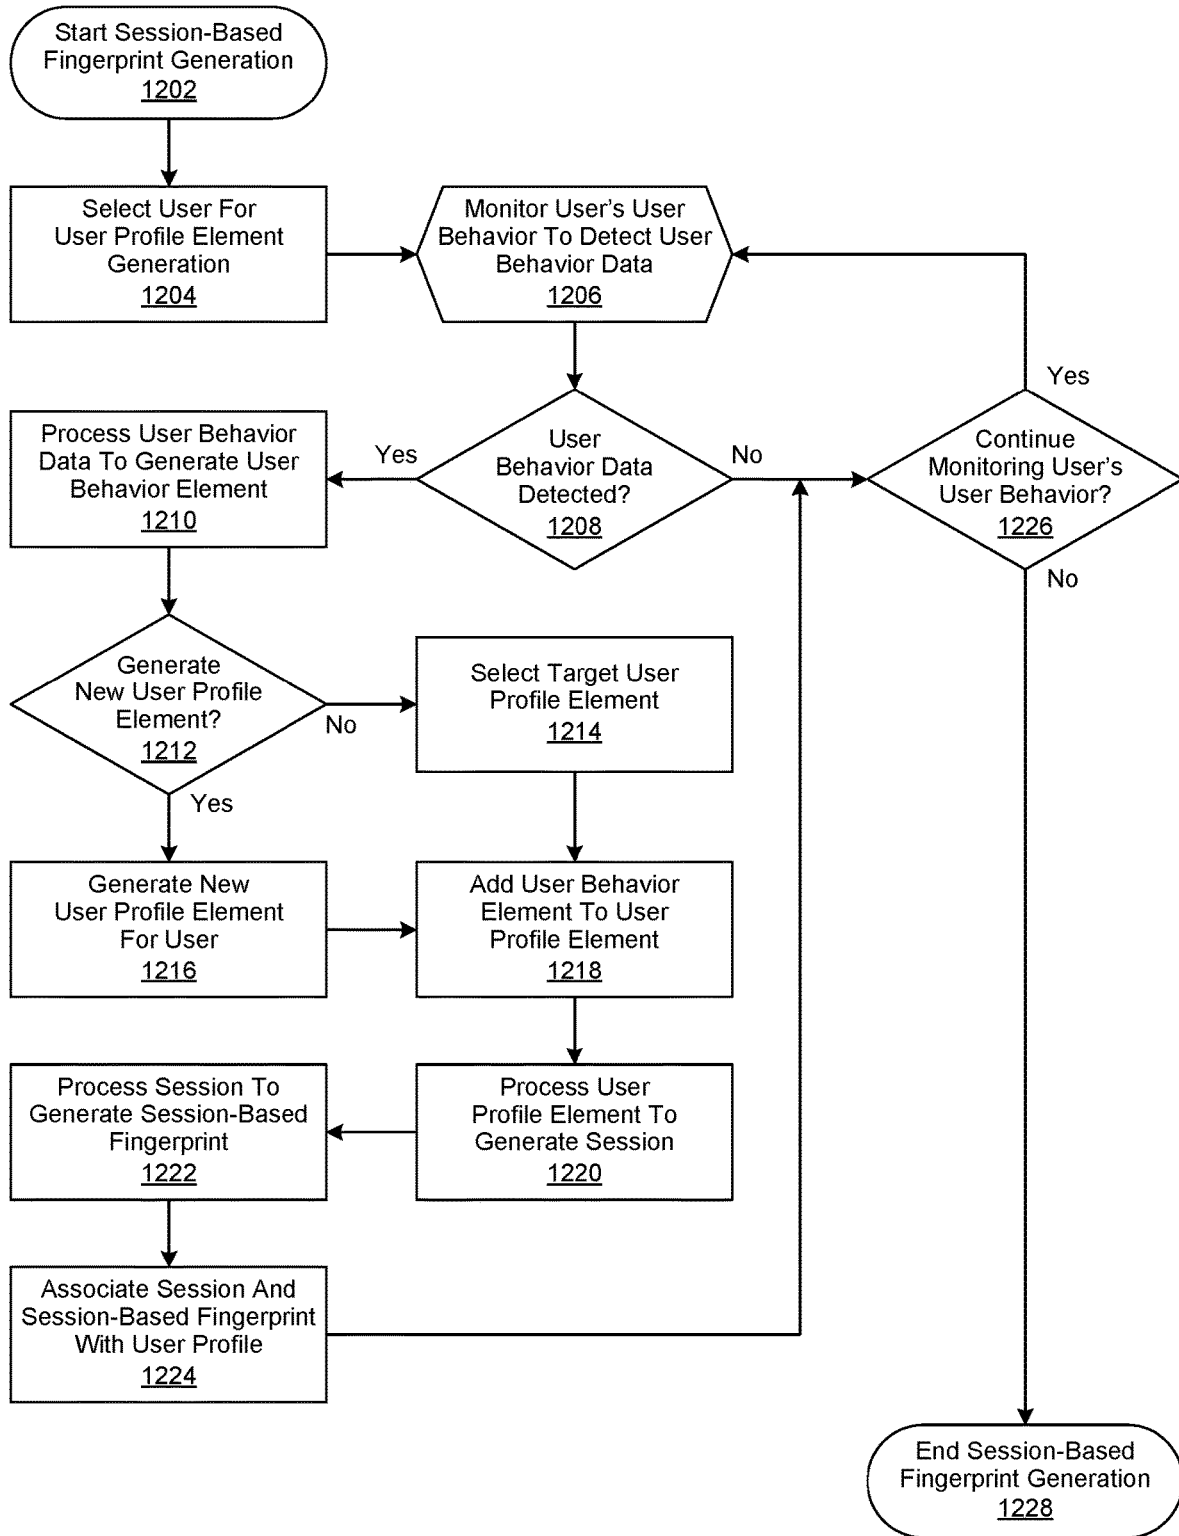 Start Session-Based
Fingerprint Generation
1202
Select User For
User Profile Element
Generation
1204
Monitor User's User
Behavior To Detect User
Behavior Data
1206
Yes
Process User Behavior
Data To Generate User
Behavior Element
1210
Yes
User
Behavior Data
Detected?
1208
No
Continue
Monitoring User's
User Behavior?
1226
No
Generate
New User Profile
Element?
1212
No
Select Target User
Profile Element
1214
Yes
Generate New
User Profile Element
For User
1216
Add User Behavior
Element To User
Profile Element
1218
Process Session To
Generate Session-Based
Fingerprint
1222
Process User
Profile Element To
Generate Session
1220
Associate Session And
Session-Based Fingerprint
With User Profile
1224
End Session-Based
Fingerprint Generation
1228